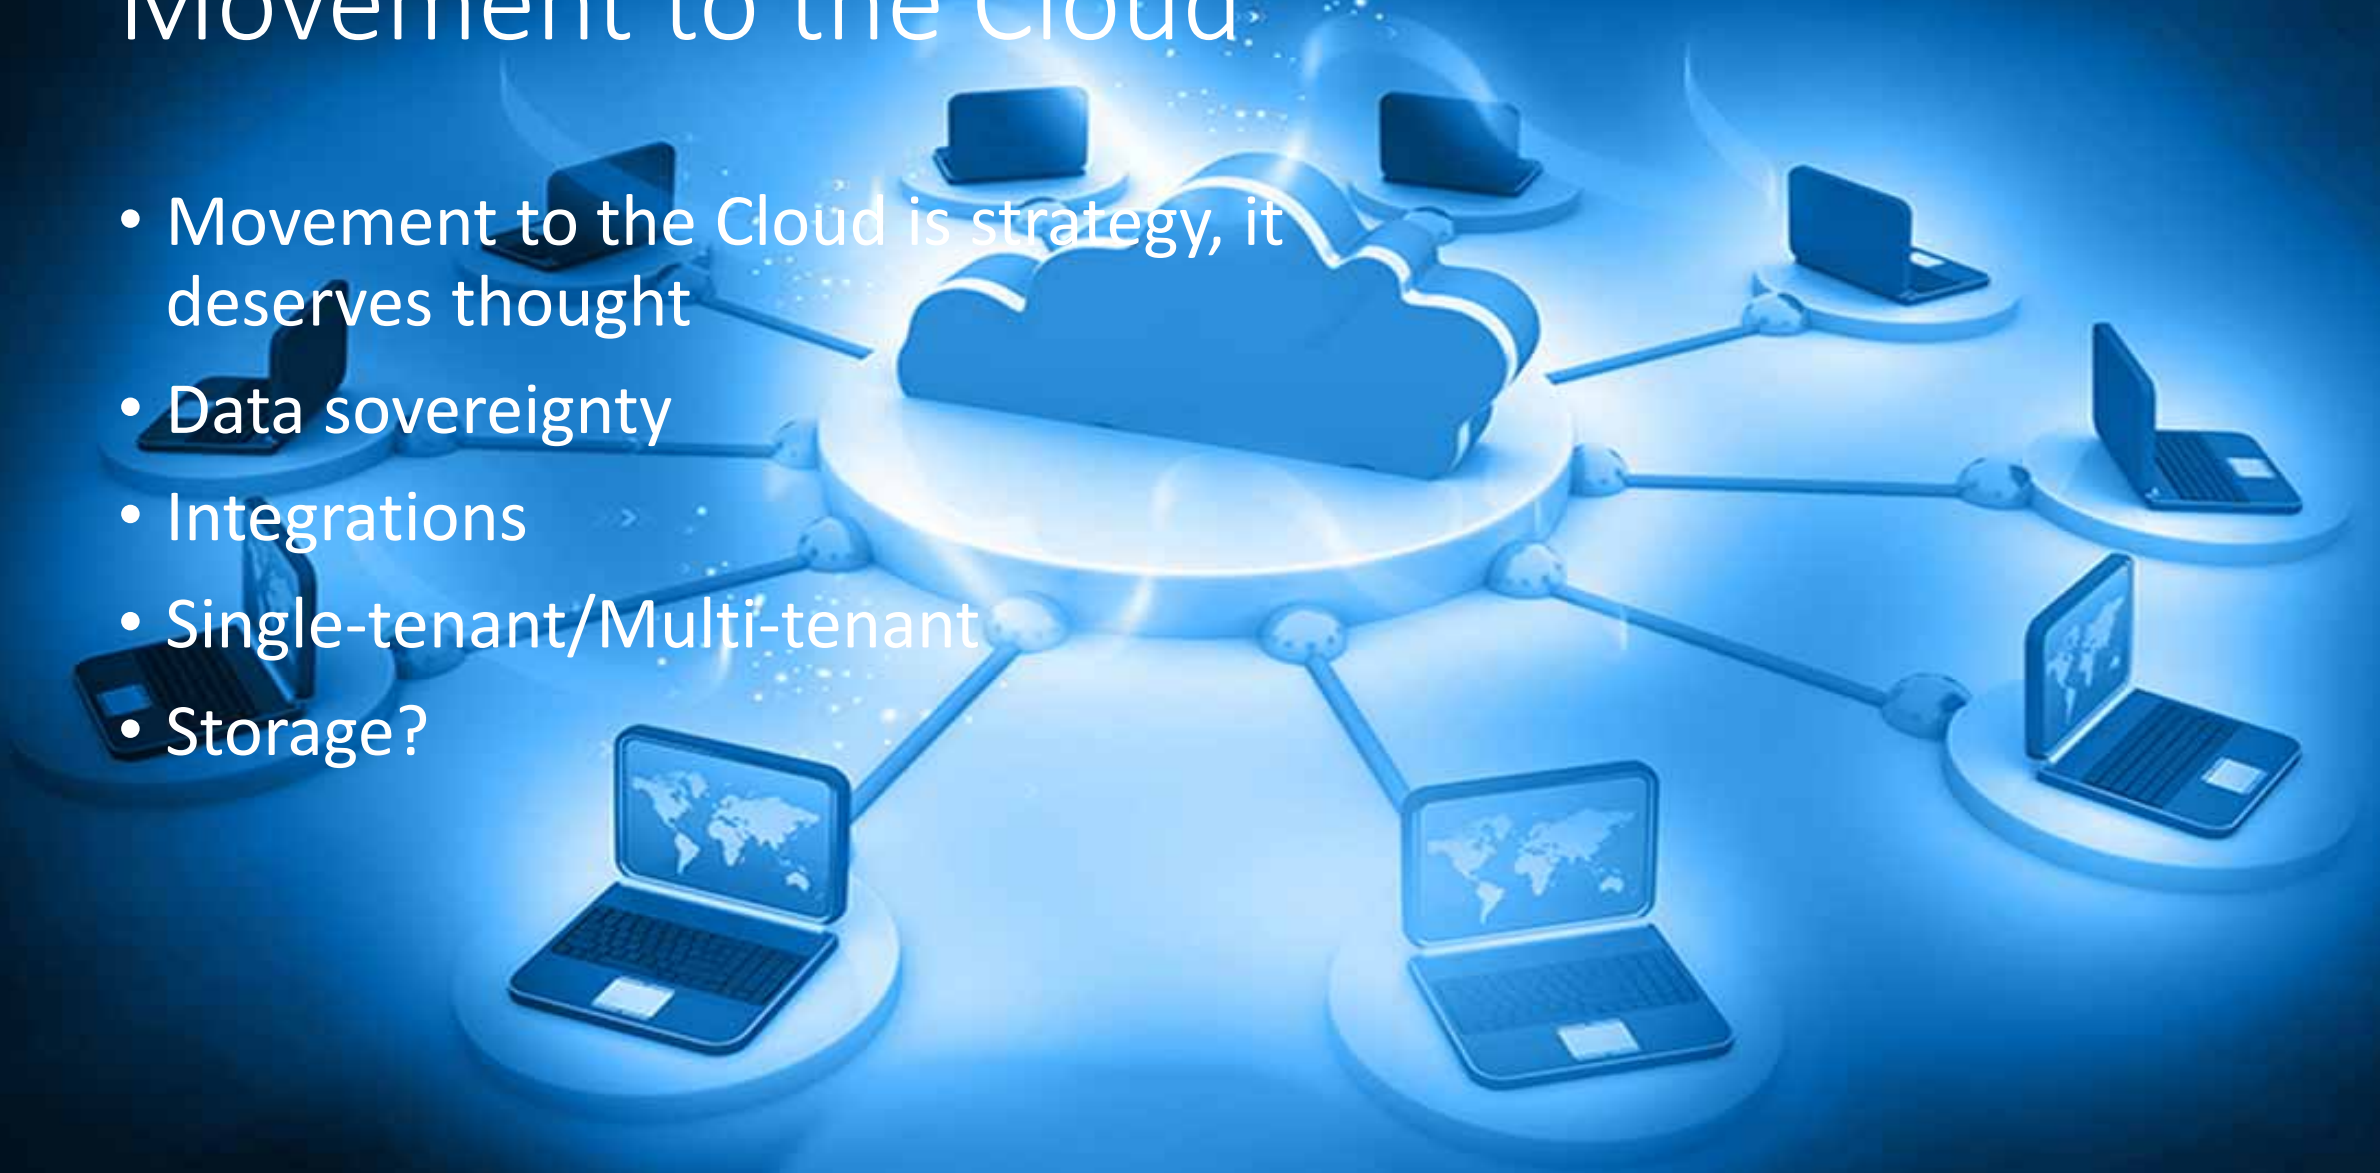 Movement to the Cloud
• Movement to the Cloud is strategy, it
deserves thought
• Data sovereignty
• Integrations
• Single-tenant/Multi-tenant
• Storage?